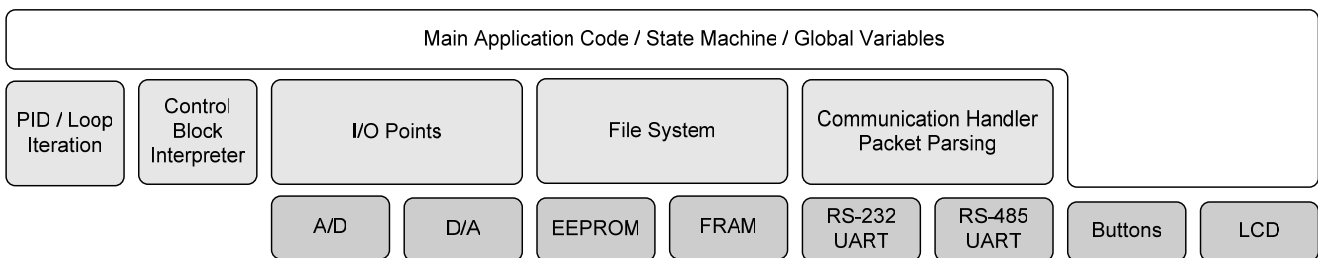 Main Application Code / State Machine / Global Variables
PID / Loop
Iteration
Control
Block
Interpreter
I/O Points
File System
Communication Handler
Packet Parsing
A/D
D/A
EEPROM
FRAM
RS-232
UART
RS-485
UART
Buttons
LCD